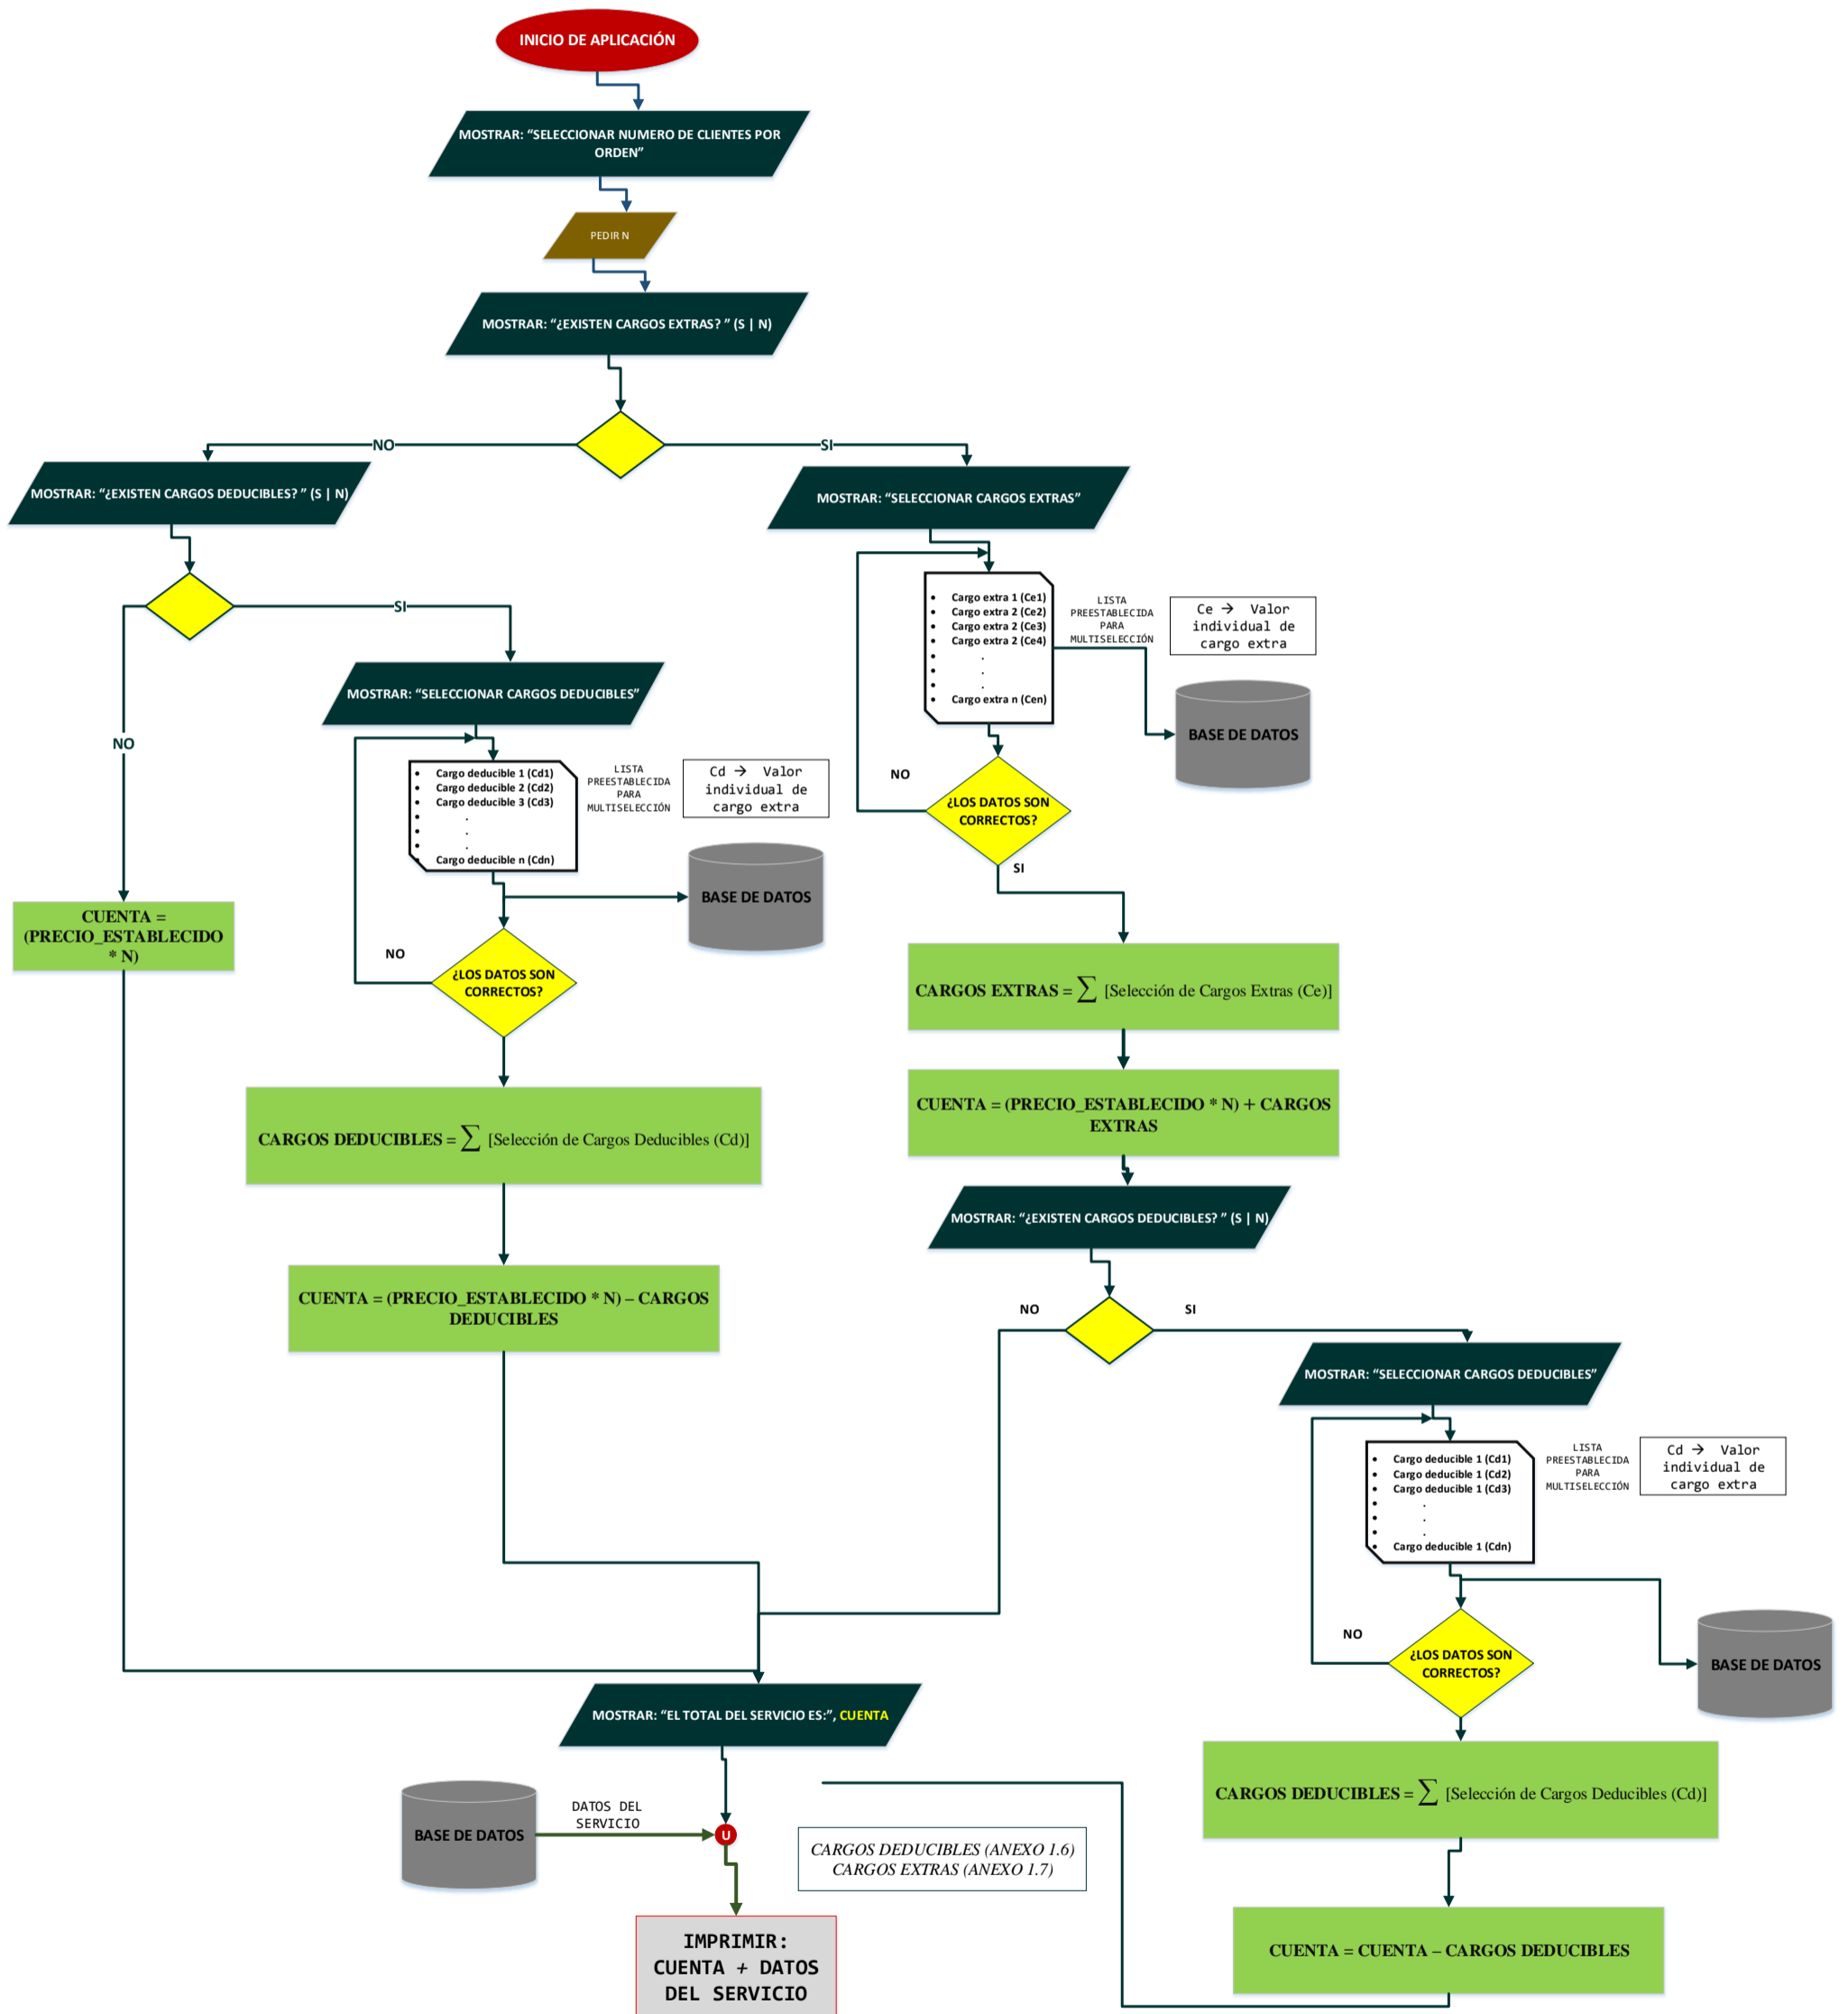 INICIO DE APLICACIÓN
MOSTRAR: “SELECCIONAR NUMERO DE CLIENTES POR
ORDEN”
PEDIR N
MOSTRAR: “¿EXISTEN CARGOS EXTRAS? ” (S | N)
NO
SI
MOSTRAR: “¿EXISTEN CARGOS DEDUCIBLES? ” (S | N)
SI
NO
MOSTRAR: “SELECCIONAR CARGOS DEDUCIBLES”
• Cargo deducible 1 (Cd1)
• Cargo deducible 2 (Cd2)
• Cargo deducible 3 (Cd3)
• .
• .
• .
• Cargo deducible n (Cdn)
LISTA
PREESTABLECIDA
PARA
MULTISELECCIÓN
Cd → Valor
individual de
cargo extra
BASE DE DATOS
NO
¿LOS DATOS SON
CORRECTOS?
CUENTA =
(PRECIO_ESTABLECIDO
* N)
CARGOS DEDUCIBLES = ∑ [Selección de Cargos Deducibles (Cd)]
CUENTA = (PRECIO_ESTABLECIDO * N) – CARGOS
DEDUCIBLES
MOSTRAR: “SELECCIONAR CARGOS EXTRAS”
• Cargo extra 1 (Ce1)
• Cargo extra 2 (Ce2)
• Cargo extra 2 (Ce3)
• Cargo extra 2 (Ce4)
• .
• .
• .
• Cargo extra n (Cen)
LISTA
PREESTABLECIDA
PARA
MULTISELECCIÓN
Ce → Valor
individual de
cargo extra
BASE DE DATOS
NO
¿LOS DATOS SON
CORRECTOS?
SI
CARGOS EXTRAS = ∑ [Selección de Cargos Extras (Ce)]
CUENTA = (PRECIO_ESTABLECIDO * N) + CARGOS
EXTRAS
MOSTRAR: “¿EXISTEN CARGOS DEDUCIBLES? ” (S | N)
NO
SI
MOSTRAR: “SELECCIONAR CARGOS DEDUCIBLES”
• Cargo deducible 1 (Cd1)
• Cargo deducible 1 (Cd2)
• Cargo deducible 1 (Cd3)
• .
• .
• .
• Cargo deducible 1 (Cdn)
LISTA
PREESTABLECIDA
PARA
MULTISELECCIÓN
Cd → Valor
individual de
cargo extra
NO
¿LOS DATOS SON
CORRECTOS?
BASE DE DATOS
CARGOS DEDUCIBLES = ∑ [Selección de Cargos Deducibles (Cd)]
CUENTA = CUENTA – CARGOS DEDUCIBLES
MOSTRAR: “EL TOTAL DEL SERVICIO ES:”, CUENTA
BASE DE DATOS
DATOS DEL
SERVICIO
U
CARGOS DEDUCIBLES (ANEXO 1.6)
CARGOS EXTRAS (ANEXO 1.7)
IMPRIMIR:
CUENTA + DATOS
DEL SERVICIO